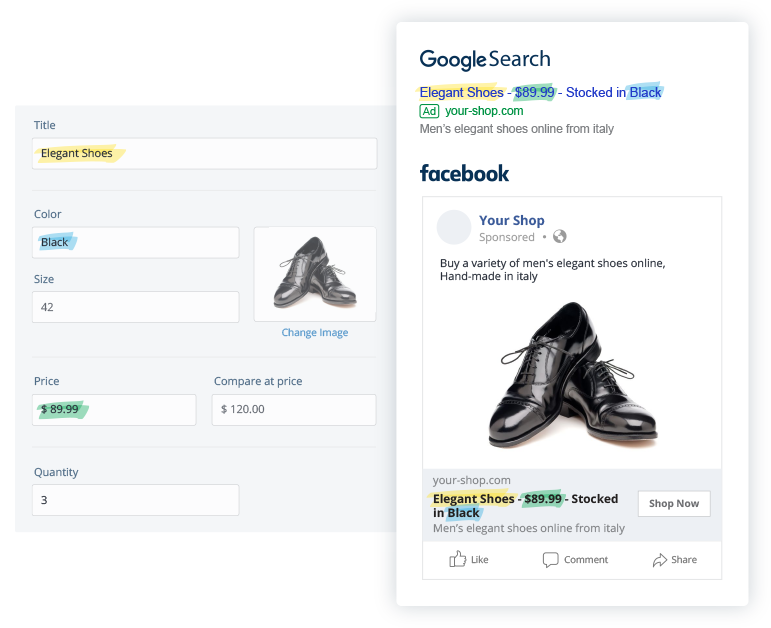 Title
Elegant Shoes
Color
Black
Size
42
Change Image
Price
Compare at price
$ 89.99
$ 120.00
Quantity
3
Google Search
Elegant Shoes - $89.99 - Stocked in Black
Ad your-shop.com
Men's elegant shoes online from italy
facebook
Your Shop
Sponsored •
Buy a variety of men's elegant shoes online,
Hand-made in italy
your-shop.com
Elegant Shoes - $89.99 - Stocked
in Black
Shop Now
Men's elegant shoes online from italy
Like
Comment
Share